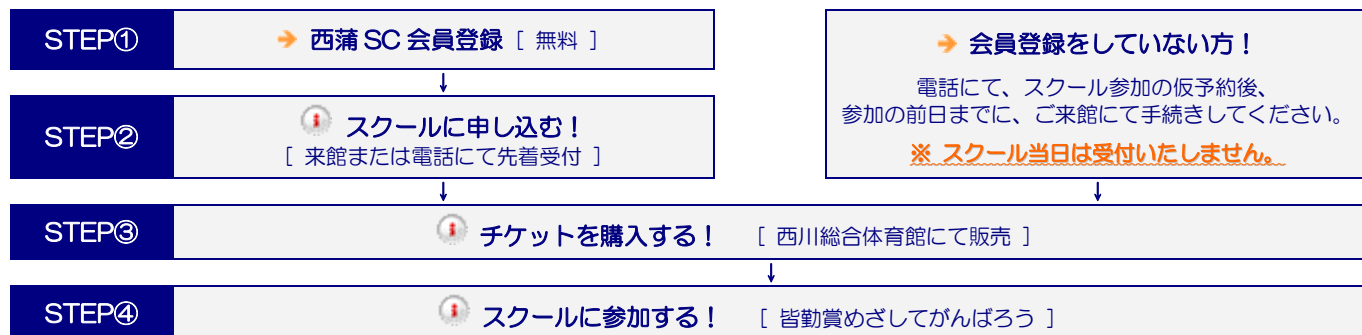 STEP①
西蒲 SC 会員登録 [ 無料 ]
↓
STEP②
スクールに申し込む!
[ 来館または電話にて先着受付 ]
↓
会員登録をしていない方!
電話にて、スクール参加の仮予約後、
参加の前日までに、ご来館にて手続きしてください。
※ スクール当日は受付いたしません。
↓
STEP③
チケットを購入する! [ 西川総合体育館にて販売 ]
↓
STEP④
スクールに参加する! [ 皆勤賞めざしてがんばろう ]